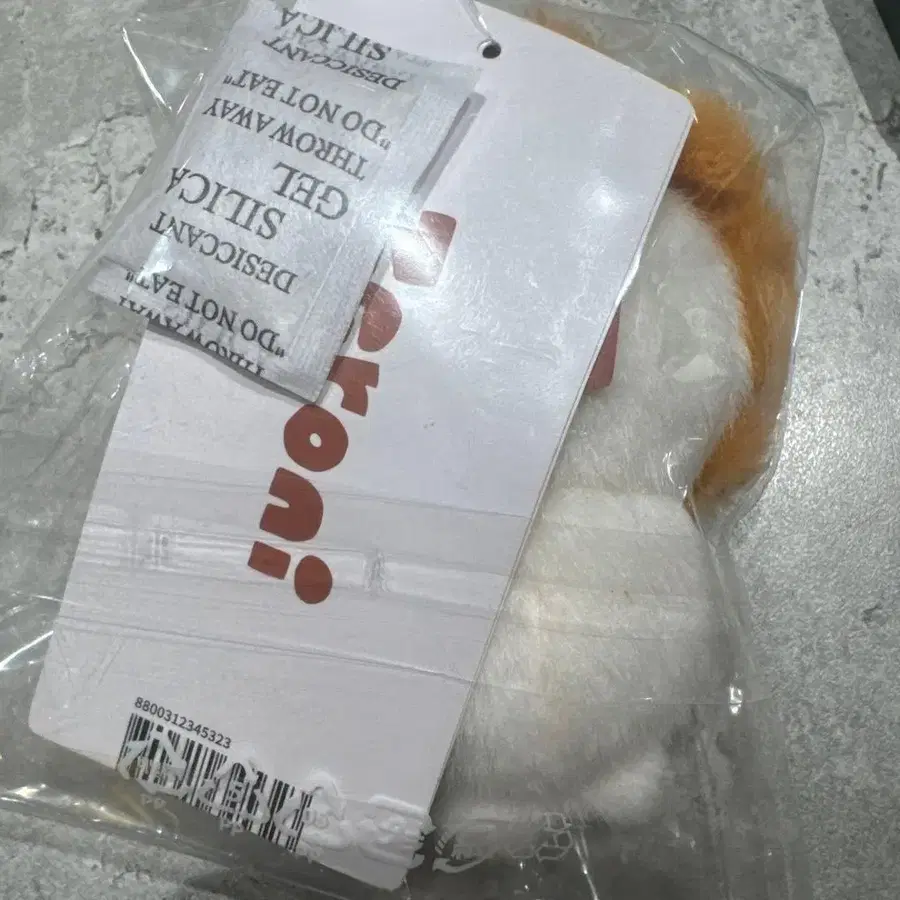 THROW AWAY
"DO NOT EAT"
DESICCANT
SILICA
GEL
THROW AWAY
"DO NOT EAT"
DESICCANT
SILICA
8800312345323